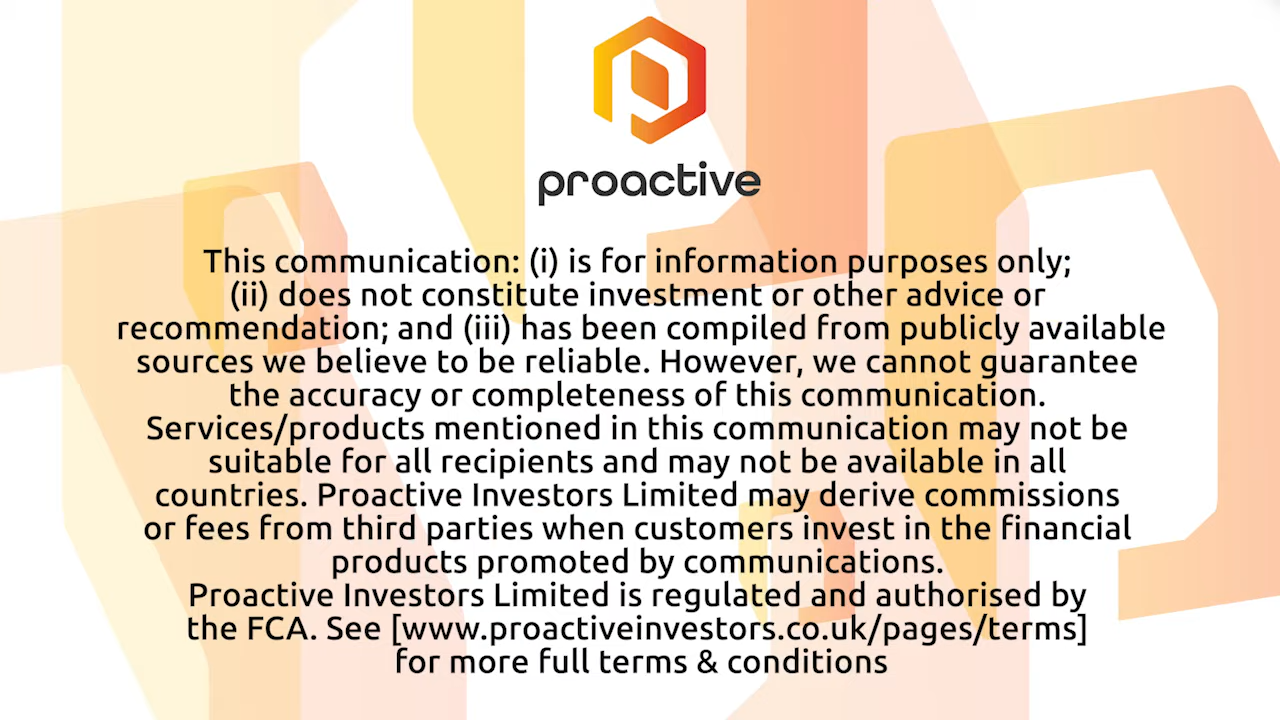 proactive
This communication: (i) is for information purposes only;
(ii) does not constitute investment or other advice or
recommendation; and (iii) has been compiled from publicly available
sources we believe to be reliable. However, we cannot guarantee
the accuracy or completeness of this communication.
Services/products mentioned in this communication may not be
suitable for all recipients and may not be available in all
countries. Proactive Investors Limited may derive commissions
or fees from third parties when customers invest in the financial
products promoted by communications.
Proactive Investors Limited is regulated and authorised by
the FCA. See [www.proactiveinvestors.co.uk/pages/terms]
for more full terms & conditions